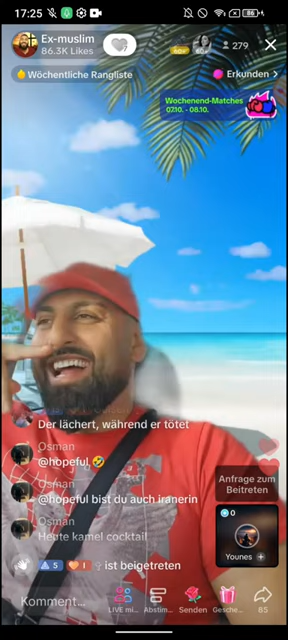 17:25
86
Ex-muslim
86.3K Likes
279
Wöchentliche Rangliste
Erkunden
Wochenend-Matches
07.10. - 08.10.
Der lächert, während er tötet
Osman
@hopeful 🤣
Osman
@hopeful bist du auch iranerin
Osman
Heute kamel cocktail
5
1
ist beigetreten
Anfrage zum
Beitreten
0
Younes +
Komment...
LIVE mi...
Abstim...
Senden
Gesche...
85